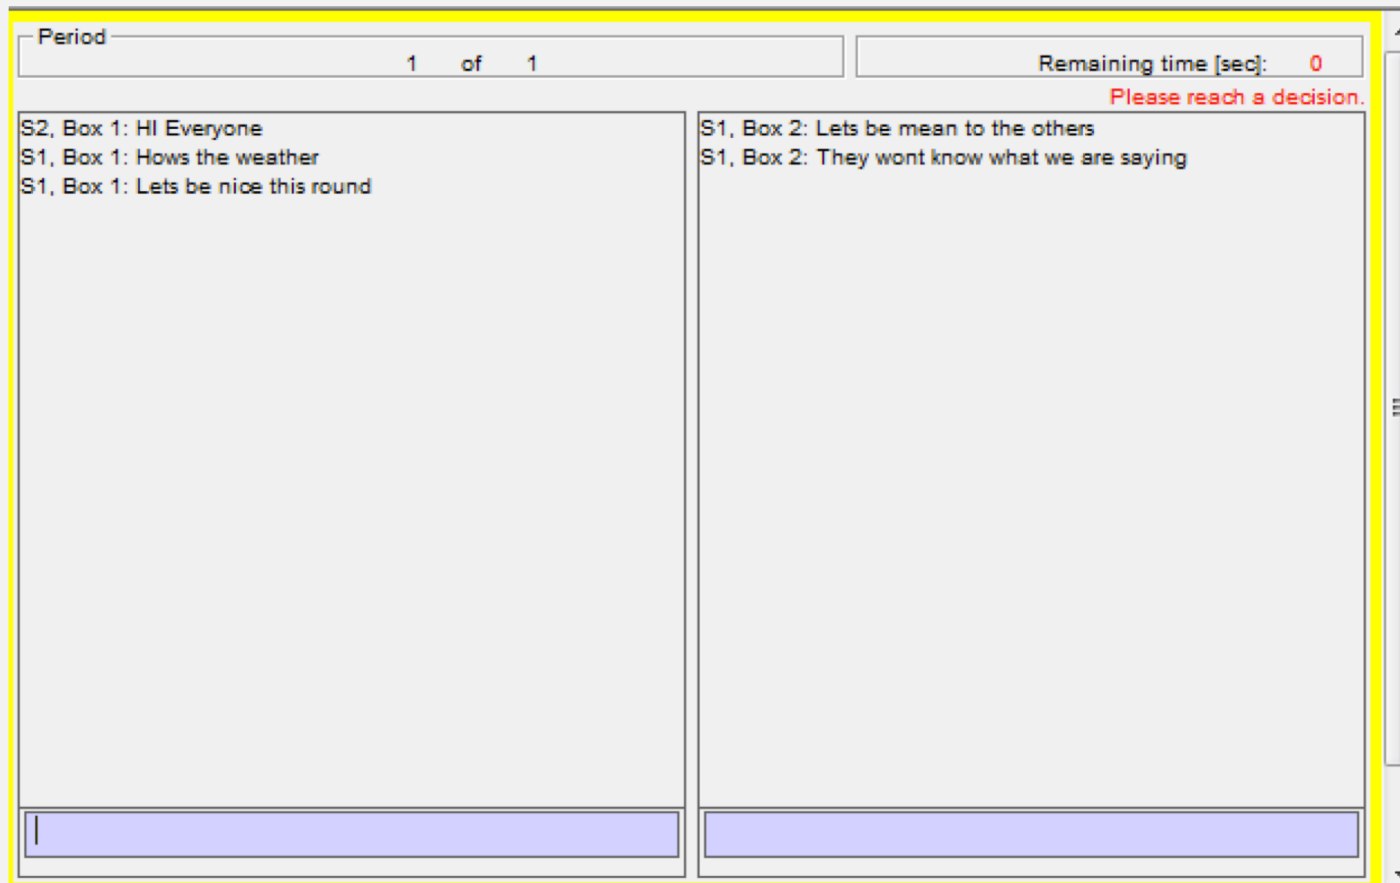 Period
1 of 1
Remaining time [sec]: 0
Please reach a decision.
S2, Box 1: HI Everyone
S1, Box 1: Hows the weather
S1, Box 1: Lets be nice this round
S1, Box 2: Lets be mean to the others
S1, Box 2: They wont know what we are saying